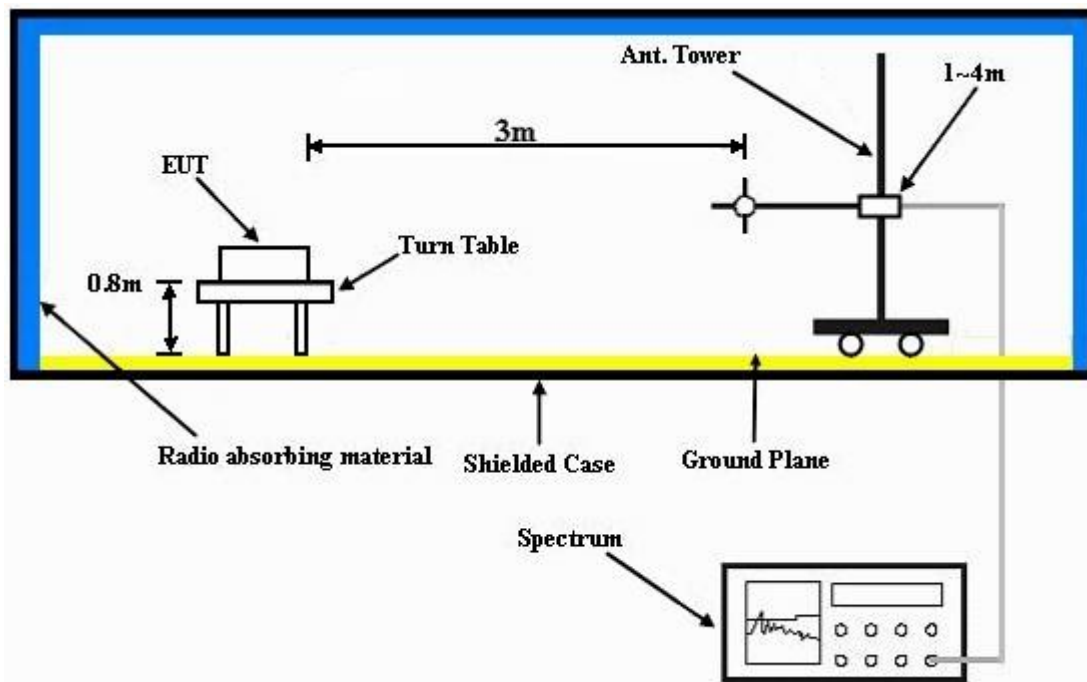 Ant. Tower
1~4m
3m
EUT
Turn Table
0.8m
Radio absorbing material
Shielded Case
Ground Plane
Spectrum